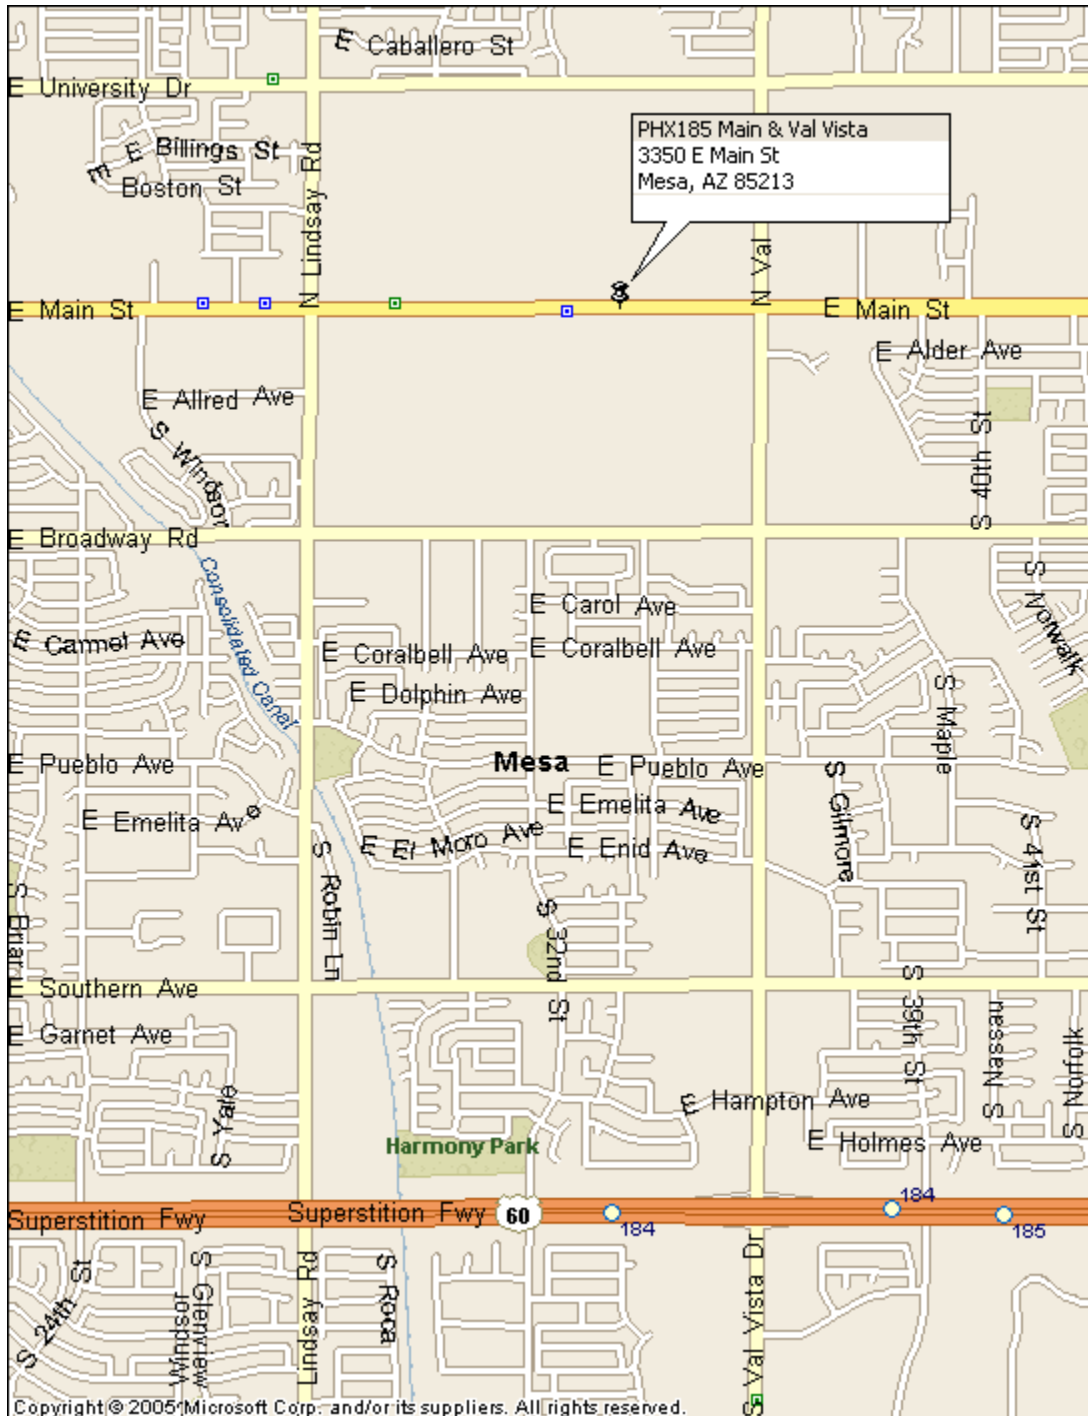 E Caballero St
E University Dr
PHX185 Main & Val Vista
3350 E Main St
Mesa, AZ 85213
E Billings St
E Boston St
N Lindsay Rd
N Val
E Main St
E Main St
E Alder Ave
E Allred Ave
S Windsor
S 40th St
E Broadway Rd
Consolidated Canal
S Norwalk
E Carol Ave
E Carmel Ave
E Coralbell Ave
E Coralbell Ave
E Dolphin Ave
S Maple
Mesa
E Pueblo Ave
E Pueblo Ave
S Gilmore
E Emelita Ave
E Emelita Ave
E El Moro Ave
E Enid Ave
S 41st St
S Robin Ln
S Briar
S 32nd St
E Southern Ave
S 39th St
E Garnet Ave
S Yale
S Nassau
S Norfolk
E Hampton Ave
E Holmes Ave
Harmony Park
184
Superstition Fwy
Superstition Fwy
60
184
185
S 24th St
Windsor
S Glenview
Lindsay Rd
S Roca
S Val Vista Dr
Copyright © 2005 Microsoft Corp. and/or its suppliers. All rights reserved.